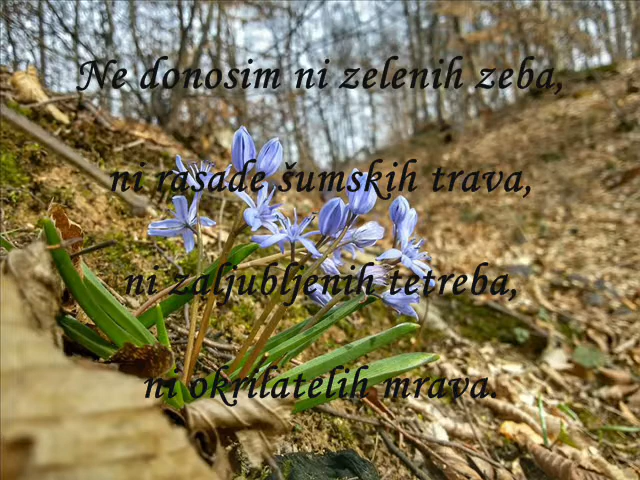 Ne donosim ni zelenih zeba,
ni rasade šumskih trava,
ni zaljubljenih tetreba,
ni okrilatelih mrava.